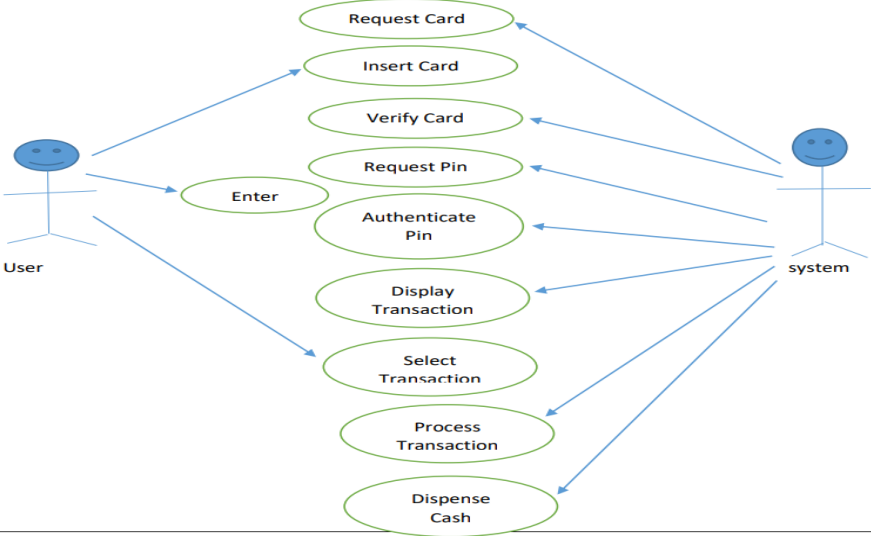 Request Card
Insert Card
Verify Card
Request Pin
Enter
Authenticate
Pin
User
system
Display
Transaction
Select
Transaction
Process
Transaction
Dispense
Cash